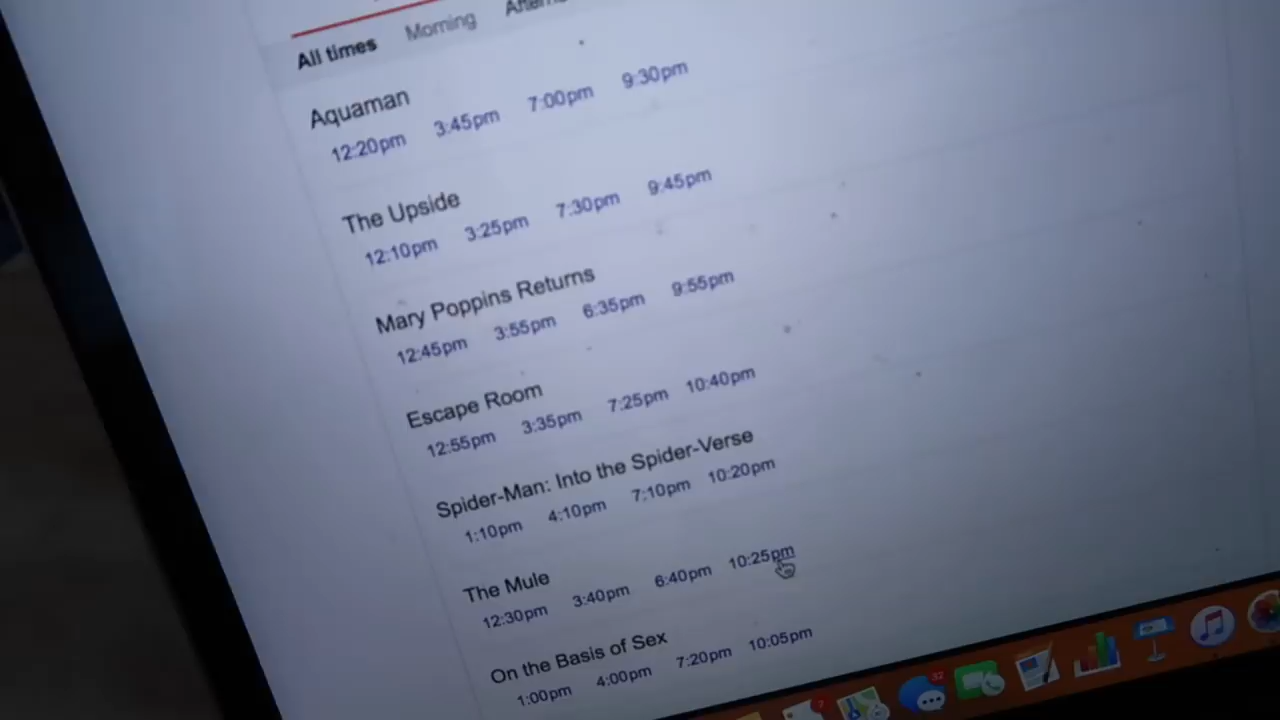 All times Morning
Aquaman
12:20pm 3:45pm 7:00pm 9:30pm
The Upside
12:10pm 3:25pm 7:30pm 9:45pm
Mary Poppins Returns
12:45pm 3:55pm 6:35pm 9:55pm
Escape Room
12:55pm 3:35pm 7:25pm 10:40pm
Spider-Man: Into the Spider-Verse
1:10pm 4:10pm 7:10pm 10:20pm
The Mule
12:30pm 3:40pm 6:40pm 10:25pm
On the Basis of Sex
1:00pm 4:00pm 7:20pm 10:05pm